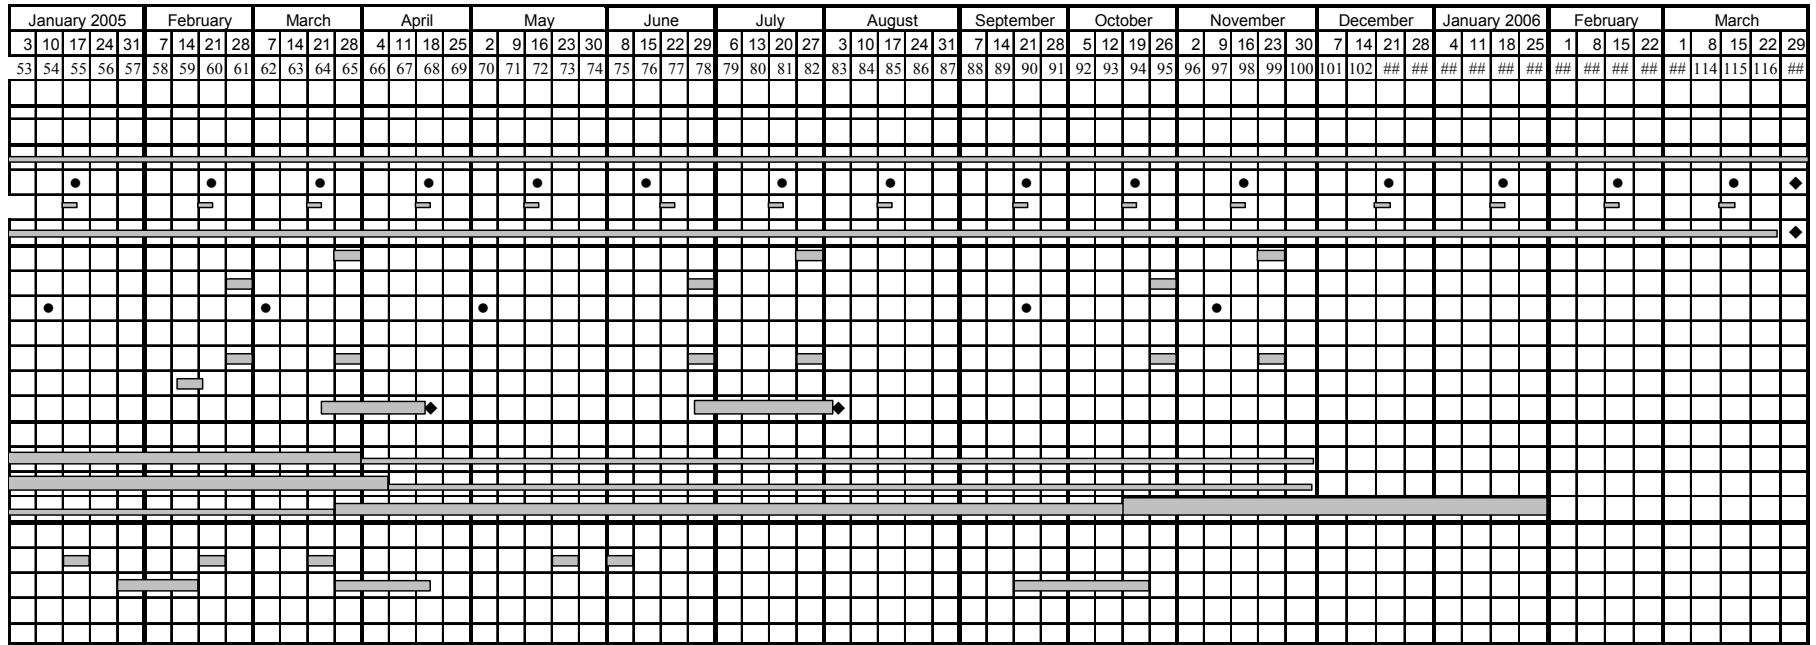 January 2005 February March April May June July August September October November December January 2006 February March
3 10 17 24 31 7 14 21 28 7 14 21 28 4 11 18 25 2 9 16 23 30 8 15 22 29 6 13 20 27 3 10 17 24 31 7 14 21 28 5 12 19 26 2 9 16 23 30 7 14 21 28 4 11 18 25 1 8 15 22 1 8 15 22 29
53 54 55 56 57 58 59 60 61 62 63 64 65 66 67 68 69 70 71 72 73 74 75 76 77 78 79 80 81 82 83 84 85 86 87 88 89 90 91 92 93 94 95 96 97 98 99 100 101 102 ## ## ## ## ## ## ## ## ## ## ## 114 115 116 ##